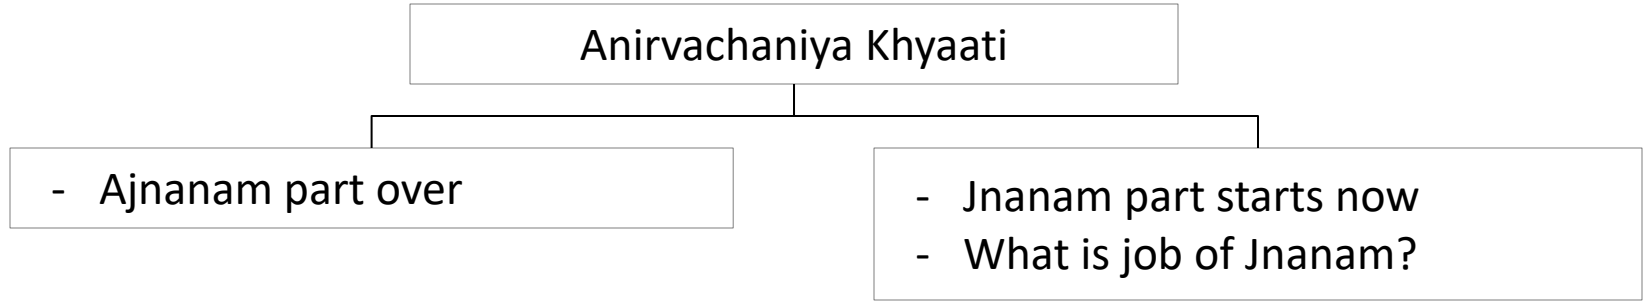 Anirvachaniya Khyaati
- Ajnanam part over
- Jnanam part starts now
- What is job of Jnanam?